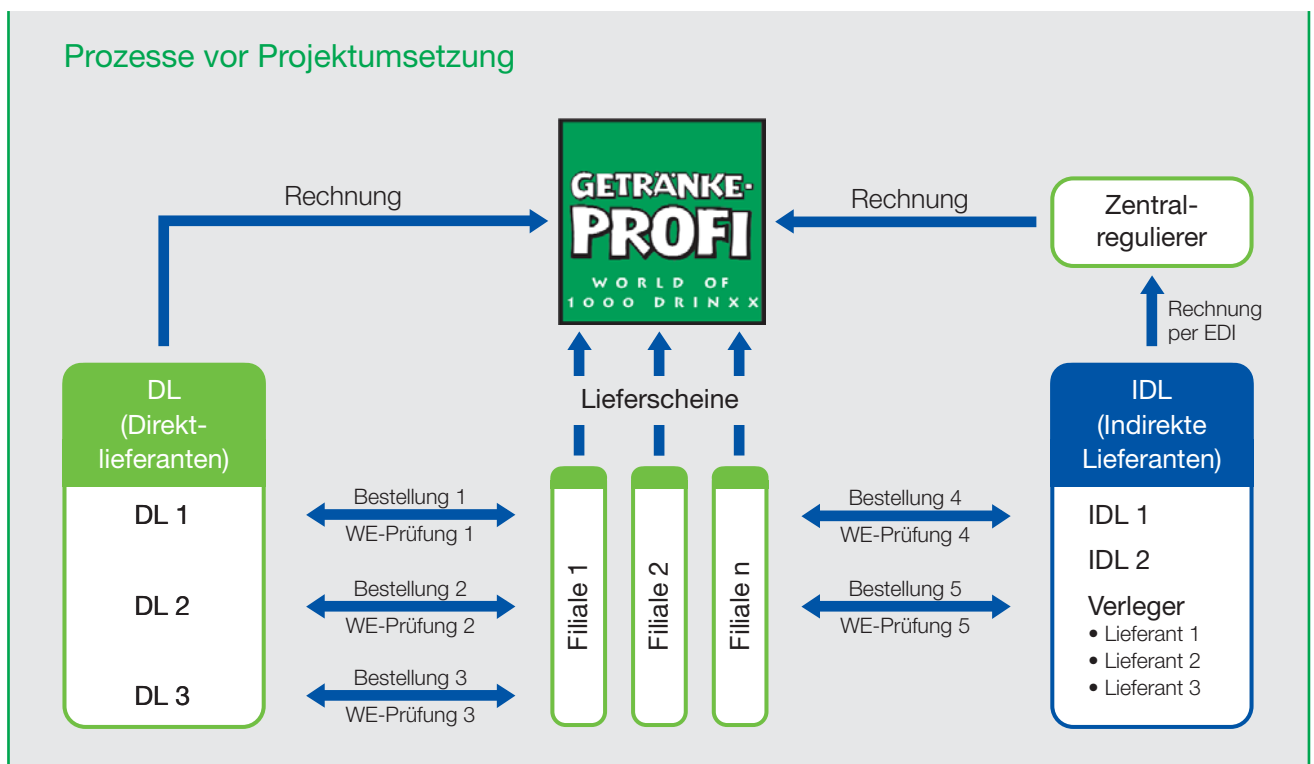 Prozesse vor Projektumsetzung
GETRÄNKE-
PROFI
WORLD OF
1000 DRINXX
Rechnung
Rechnung
Zentral-
regulierer
Rechnung
per EDI
Lieferscheine
DL
(Direkt-
lieferanten)
DL 1
DL 2
DL 3
Bestellung 1
WE-Prüfung 1
Bestellung 2
WE-Prüfung 2
Bestellung 3
WE-Prüfung 3
Filiale 1
Filiale 2
Filiale n
Bestellung 4
WE-Prüfung 4
Bestellung 5
WE-Prüfung 5
IDL
(Indirekte
Lieferanten)
IDL 1
IDL 2
Verleger
• Lieferant 1
• Lieferant 2
• Lieferant 3